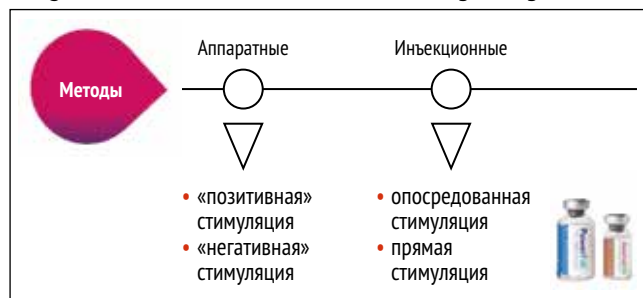 Методы
Аппаратные
Инъекционные
• «позитивная»
стимуляция
• «негативная»
стимуляция
• опосредованная
стимуляция
• прямая
стимуляция